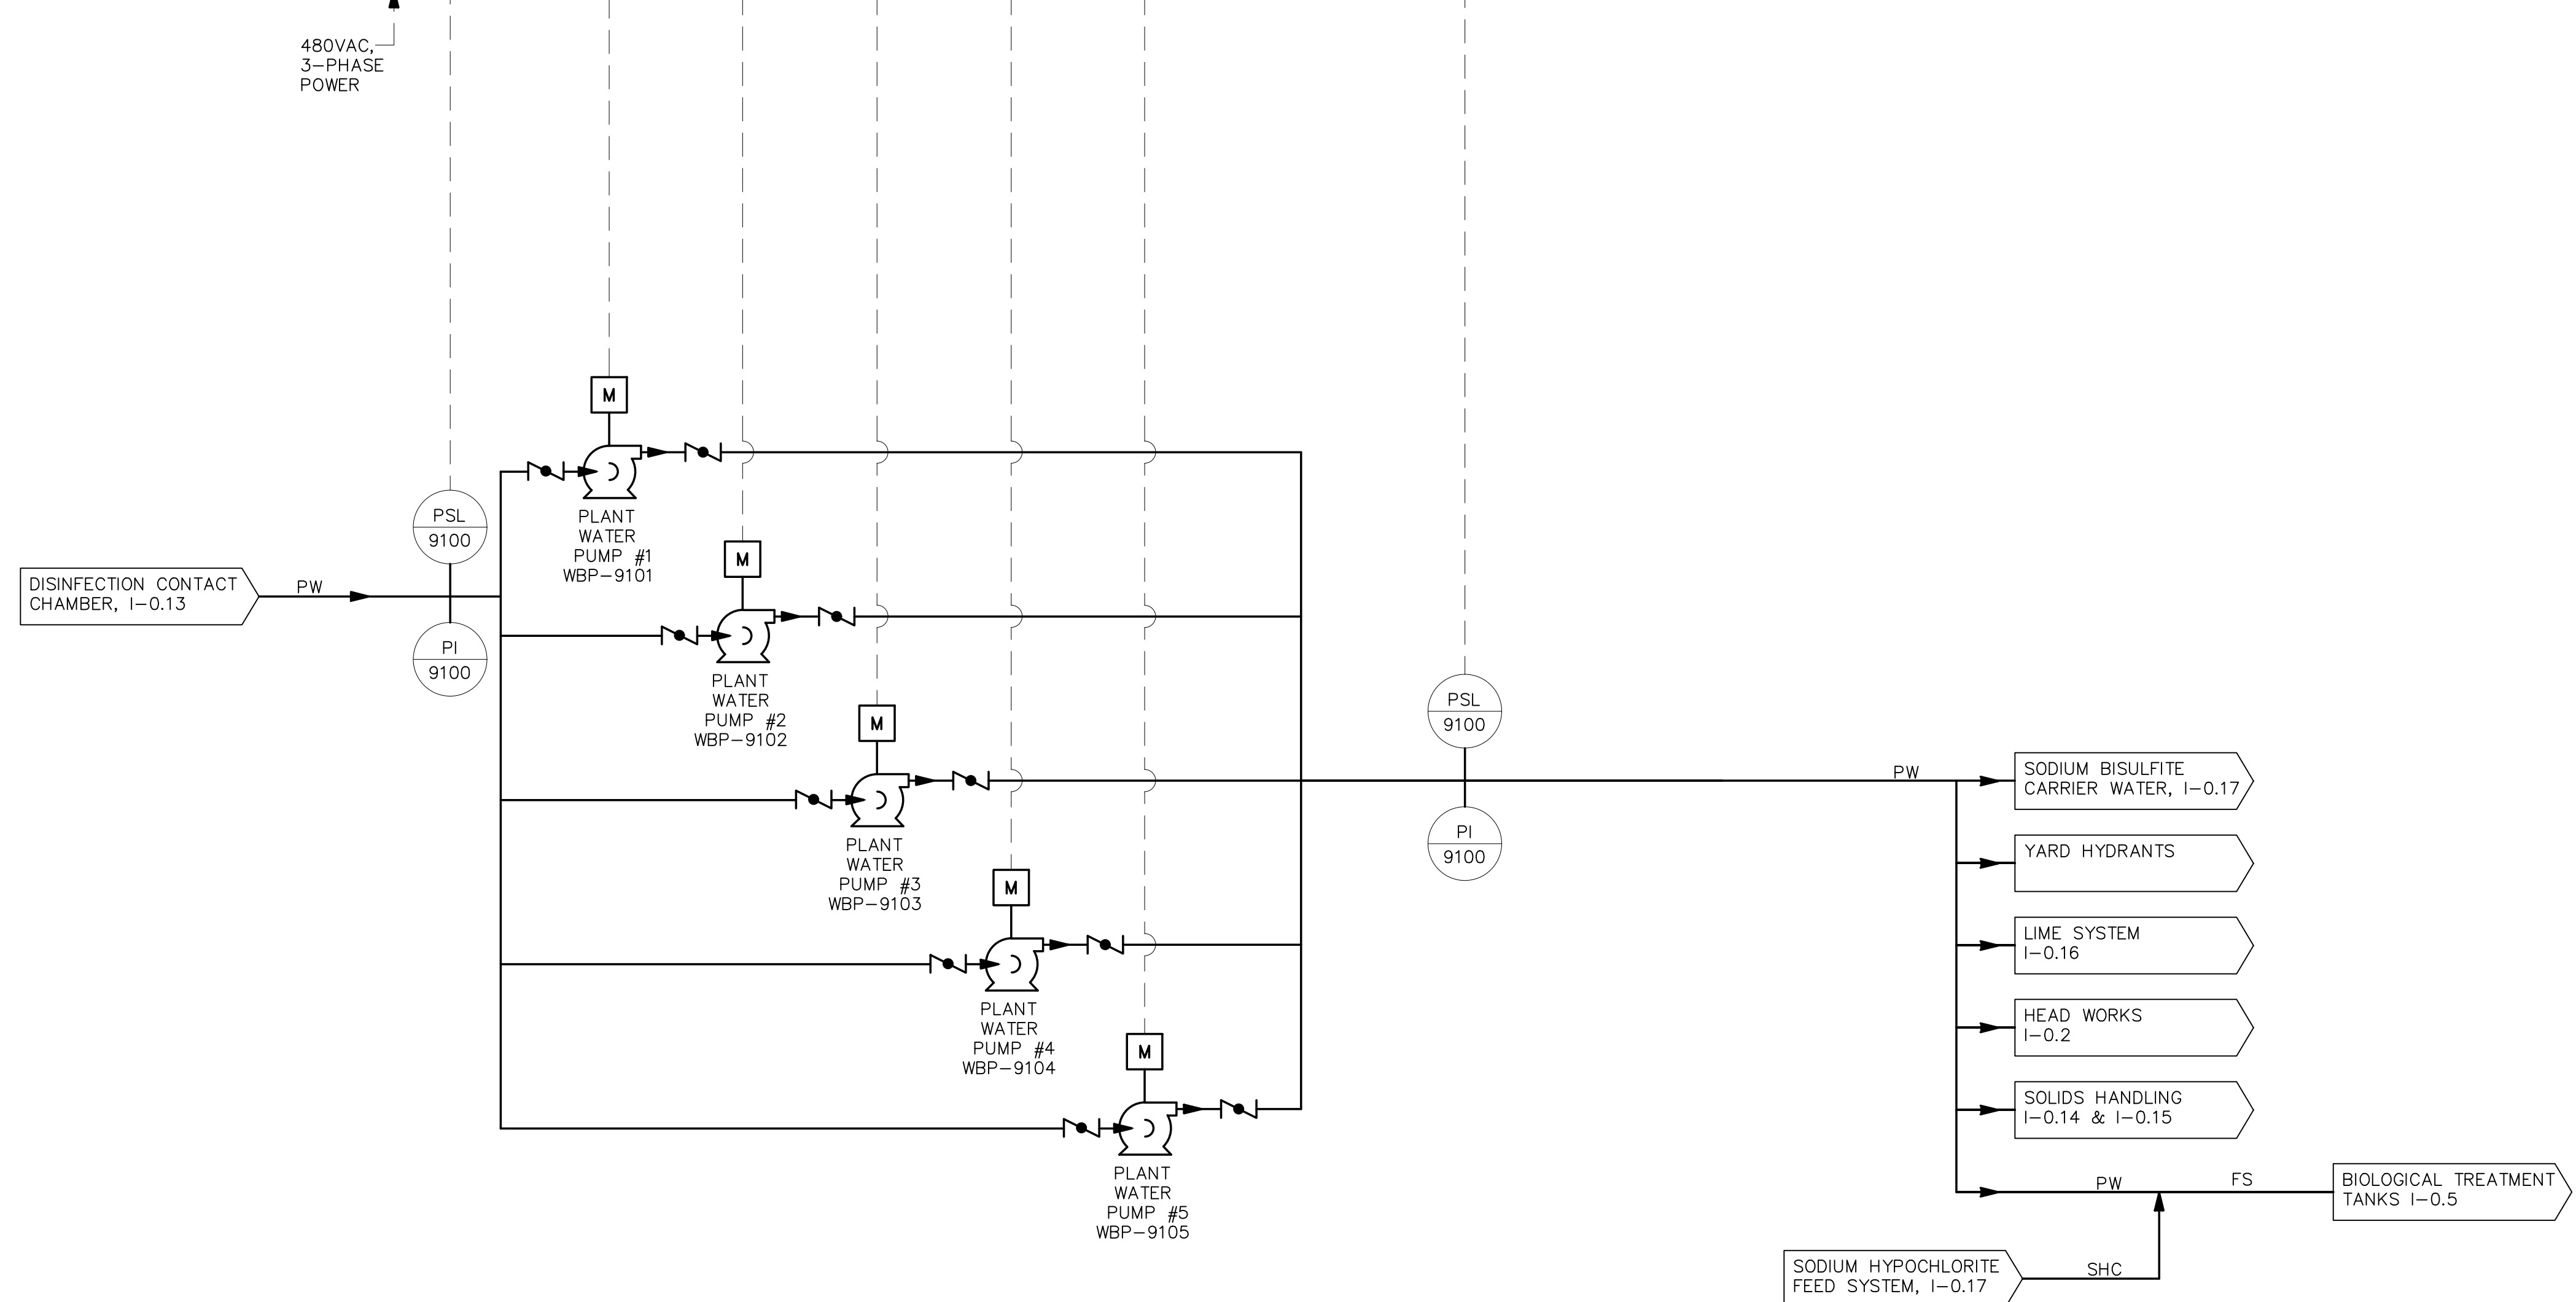 480VAC,
3-PHASE
POWER
M
PLANT
WATER
PUMP #1
WBP-9101
PSL
9100
DISINFECTION CONTACT
CHAMBER, I-0.13
PW
PI
9100
M
PLANT
WATER
PUMP #2
WBP-9102
M
PLANT
WATER
PUMP #3
WBP-9103
M
PLANT
WATER
PUMP #4
WBP-9104
M
PLANT
WATER
PUMP #5
WBP-9105
PSL
9100
PI
9100
PW
SODIUM BISULFITE
CARRIER WATER, I-0.17
YARD HYDRANTS
LIME SYSTEM
I-0.16
HEAD WORKS
I-0.2
SOLIDS HANDLING
I-0.14 & I-0.15
PW
FS
BIOLOGICAL TREATMENT
TANKS I-0.5
SODIUM HYPOCHLORITE
FEED SYSTEM, I-0.17
SHC